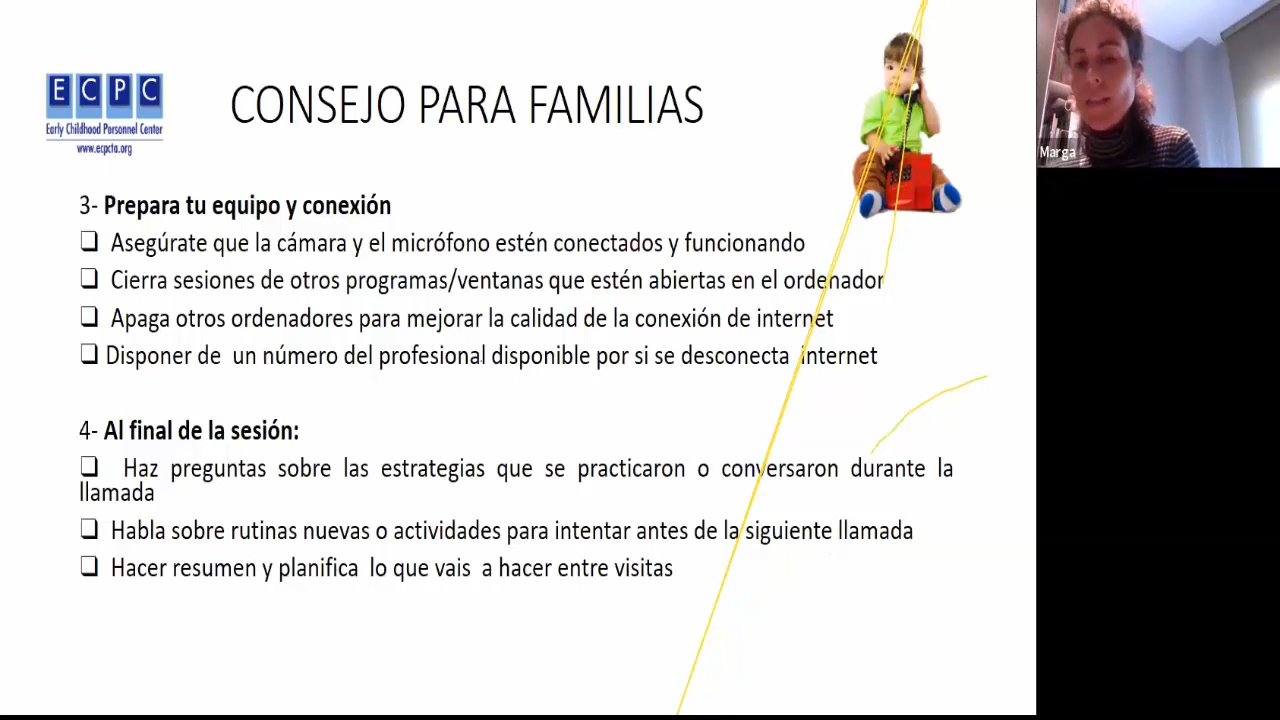 E C P C
Early Childhood Personnel Center
www.ecpcta.org
CONSEJO PARA FAMILIAS
Marga
3- Prepara tu equipo y conexión
❑ Asegúrate que la cámara y el micrófono estén conectados y funcionando
❑ Cierra sesiones de otros programas/ventanas que estén abiertas en el ordenador
❑ Apaga otros ordenadores para mejorar la calidad de la conexión de internet
❑ Disponer de un número del profesional disponible por si se desconecta internet
4- Al final de la sesión:
❑ Haz preguntas sobre las estrategias que se practicaron o conversaron durante la
llamada
❑ Habla sobre rutinas nuevas o actividades para intentar antes de la siguiente llamada
❑ Hacer resumen y planifica lo que vais a hacer entre visitas